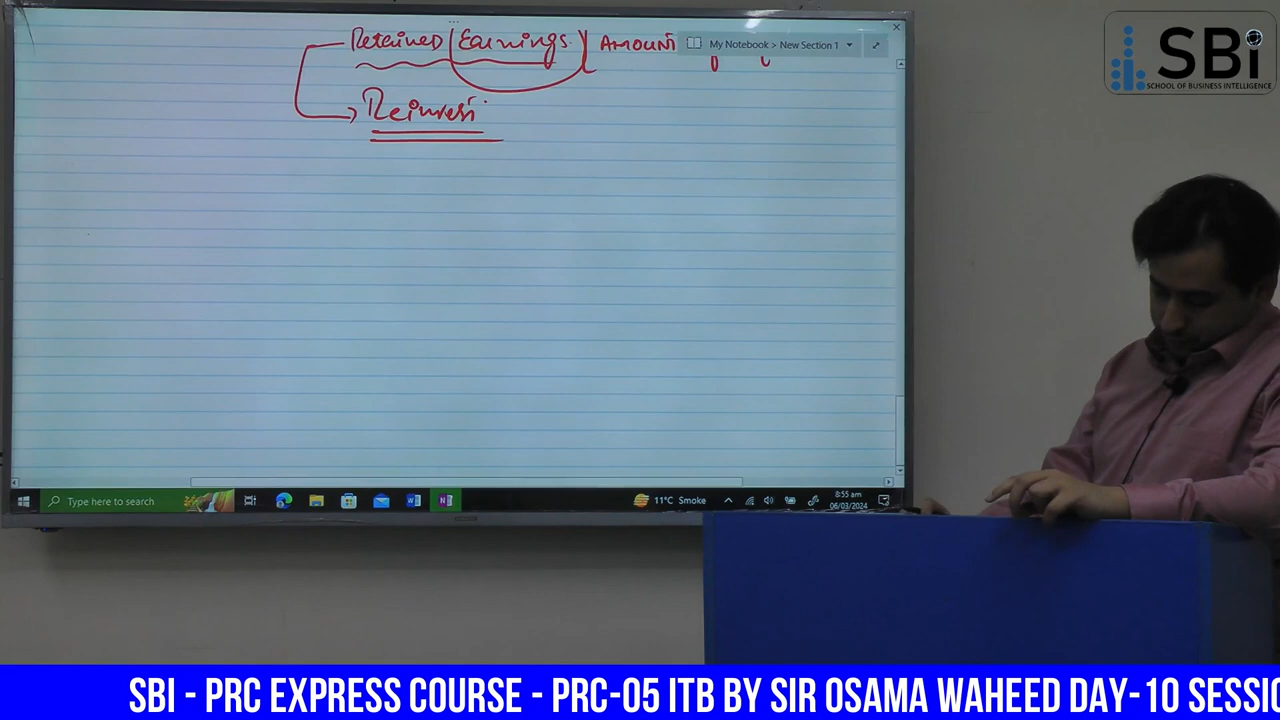 Retained Earnings AMOUNT
My Notebook > New Section 1
SBi
SCHOOL OF BUSINESS INTELLIGENCE
Reinvest
Type here to search
11°C Smoke
8:55 am
06/03/2024
SBI - PRC EXPRESS COURSE - PRC-05 ITB BY SIR OSAMA WAHEED DAY-10 SESSIO